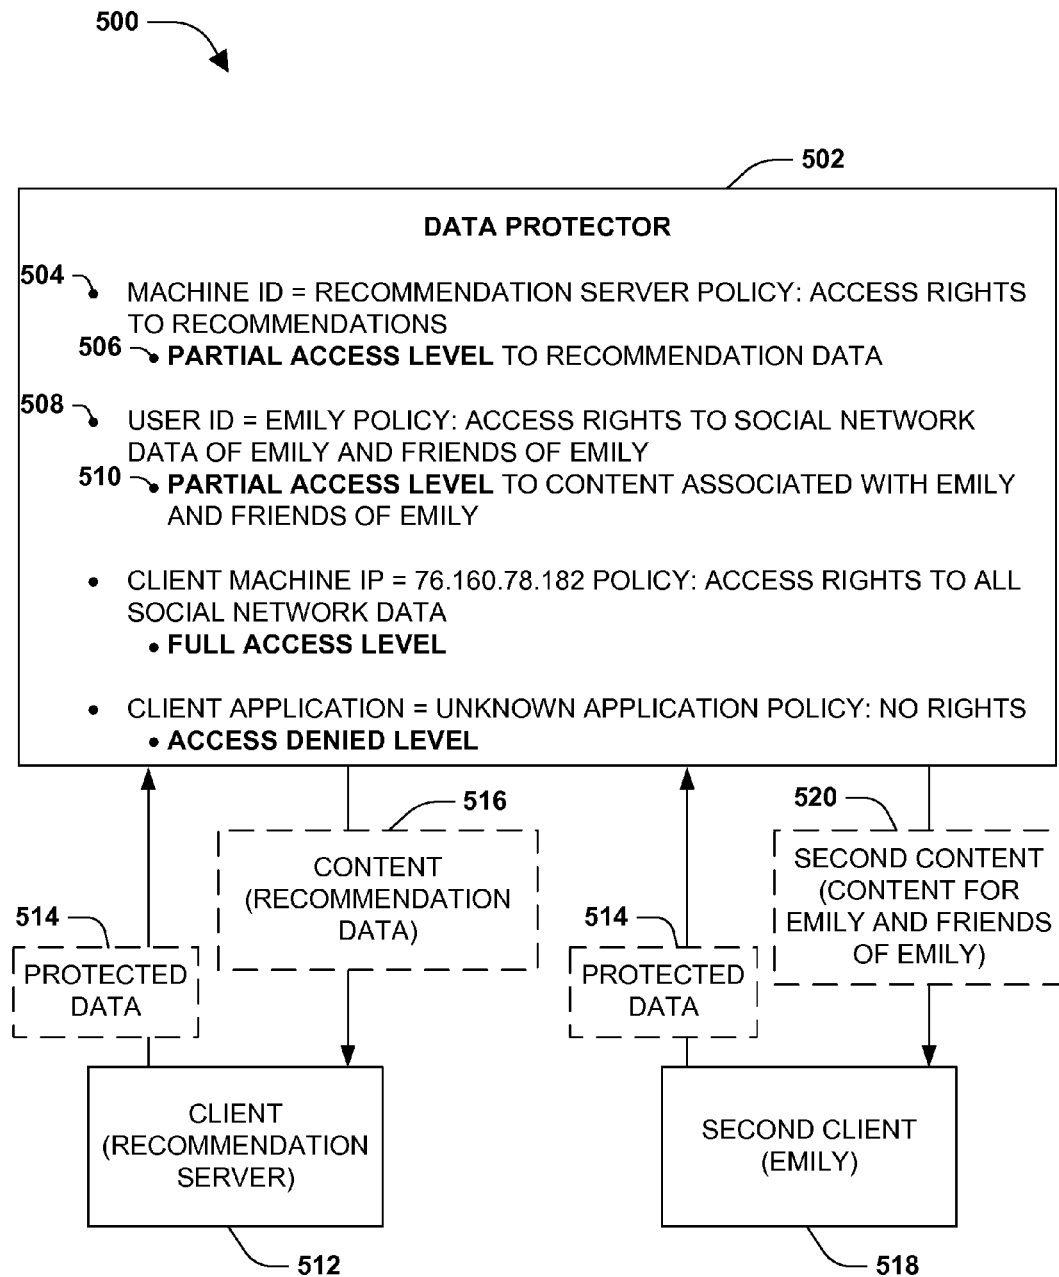 500
502
DATA PROTECTOR
504
• MACHINE ID = RECOMMENDATION SERVER POLICY: ACCESS RIGHTS
TO RECOMMENDATIONS
506
• PARTIAL ACCESS LEVEL TO RECOMMENDATION DATA
508
• USER ID = EMILY POLICY: ACCESS RIGHTS TO SOCIAL NETWORK
DATA OF EMILY AND FRIENDS OF EMILY
510
• PARTIAL ACCESS LEVEL TO CONTENT ASSOCIATED WITH EMILY
AND FRIENDS OF EMILY
• CLIENT MACHINE IP = 76.160.78.182 POLICY: ACCESS RIGHTS TO ALL
SOCIAL NETWORK DATA
• FULL ACCESS LEVEL
• CLIENT APPLICATION = UNKNOWN APPLICATION POLICY: NO RIGHTS
• ACCESS DENIED LEVEL
516
CONTENT
(RECOMMENDATION
DATA)
514
PROTECTED
DATA
520
SECOND CONTENT
(CONTENT FOR
EMILY AND FRIENDS
OF EMILY)
514
PROTECTED
DATA
CLIENT
(RECOMMENDATION
SERVER)
512
SECOND CLIENT
(EMILY)
518